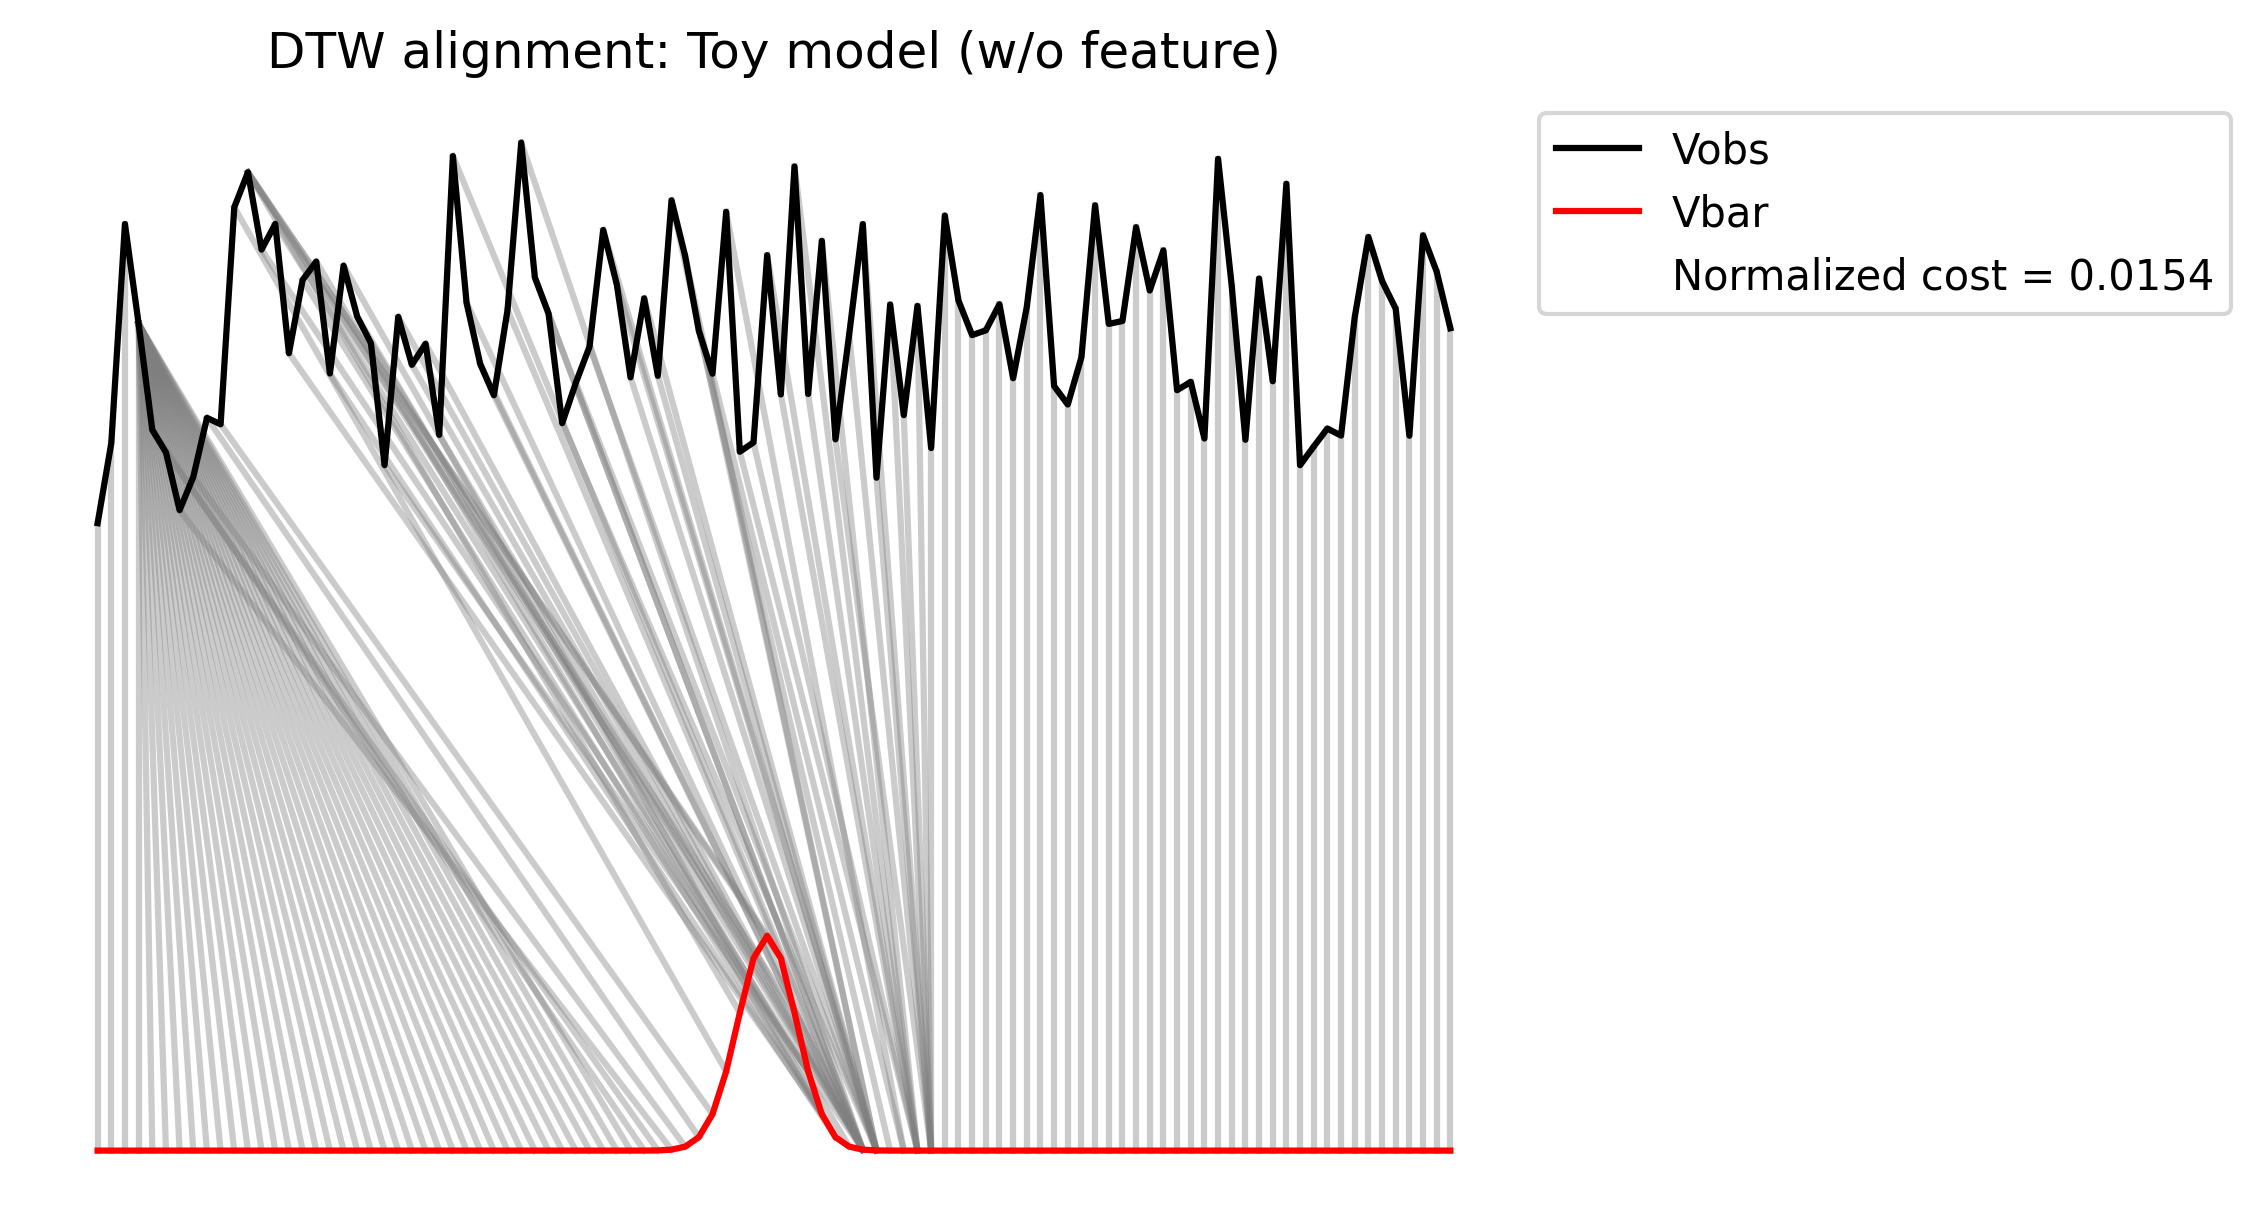 DTW alignment: Toy model (w/o feature)
Vobs
Vbar
Normalized cost = 0.0154